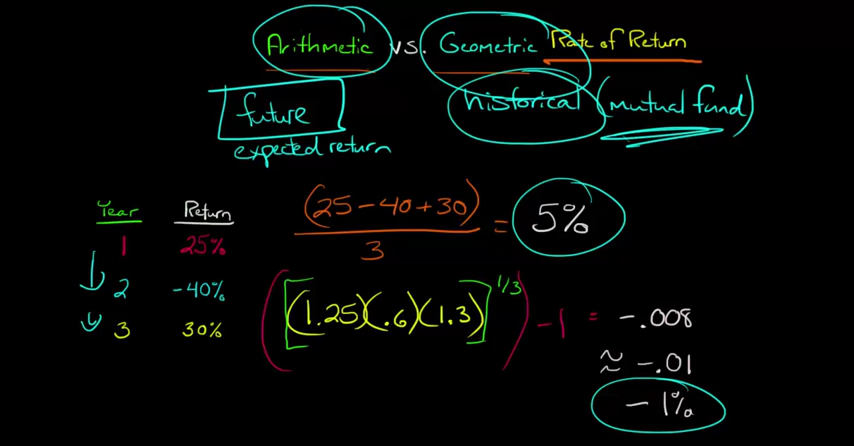 Arithmetic vs. Geometric Rate of Return
future historical (mutual fund)
expected return
Year Return
1 25%
2 -40%
3 30%
(25 - 40 + 30)
3
= 5%
([(1.25)(.6)(1.3)]^1/3) - 1 = -.008
≈ -.01
-1%